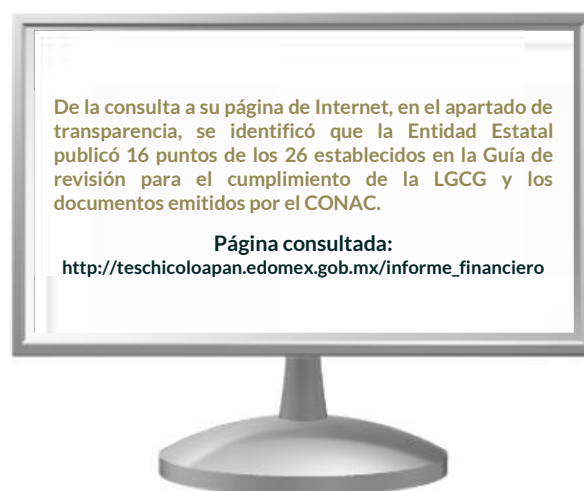 De la consulta a su página de Internet, en el apartado de
transparencia, se identificó que la Entidad Estatal
publicó 16 puntos de los 26 establecidos en la Guía de
revisión para el cumplimiento de la LGCG y los
documentos emitidos por el CONAC.
Página consultada:
http://teschicoloapan.edomex.gob.mx/informe_financiero